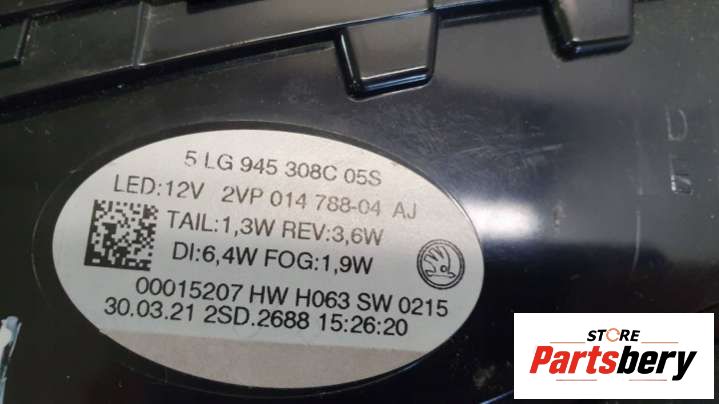 5 LG 945 308C 05S
LED:12V 2VP 014 788-04 AJ
TAIL:1,3W REV:3,6W
DI:6,4W FOG:1,9W
00015207 HW H063 SW 0215
30.03.21 2SD.2688 15:26:20
STORE
Partsbery